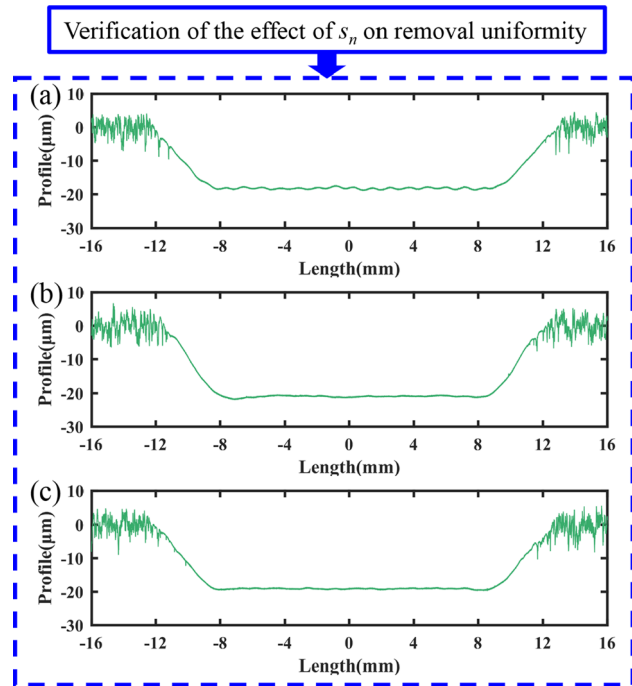 Verification of the effect of sn on removal uniformity
(a)
Profile(μm)
10
0
-10
-20
-30
-16 -12 -8 -4 0 4 8 12 16
Length(mm)
(b)
Profile(μm)
10
0
-10
-20
-30
-16 -12 -8 -4 0 4 8 12 16
Length(mm)
(c)
Profile(μm)
10
0
-10
-20
-30
-16 -12 -8 -4 0 4 8 12 16
Length(mm)